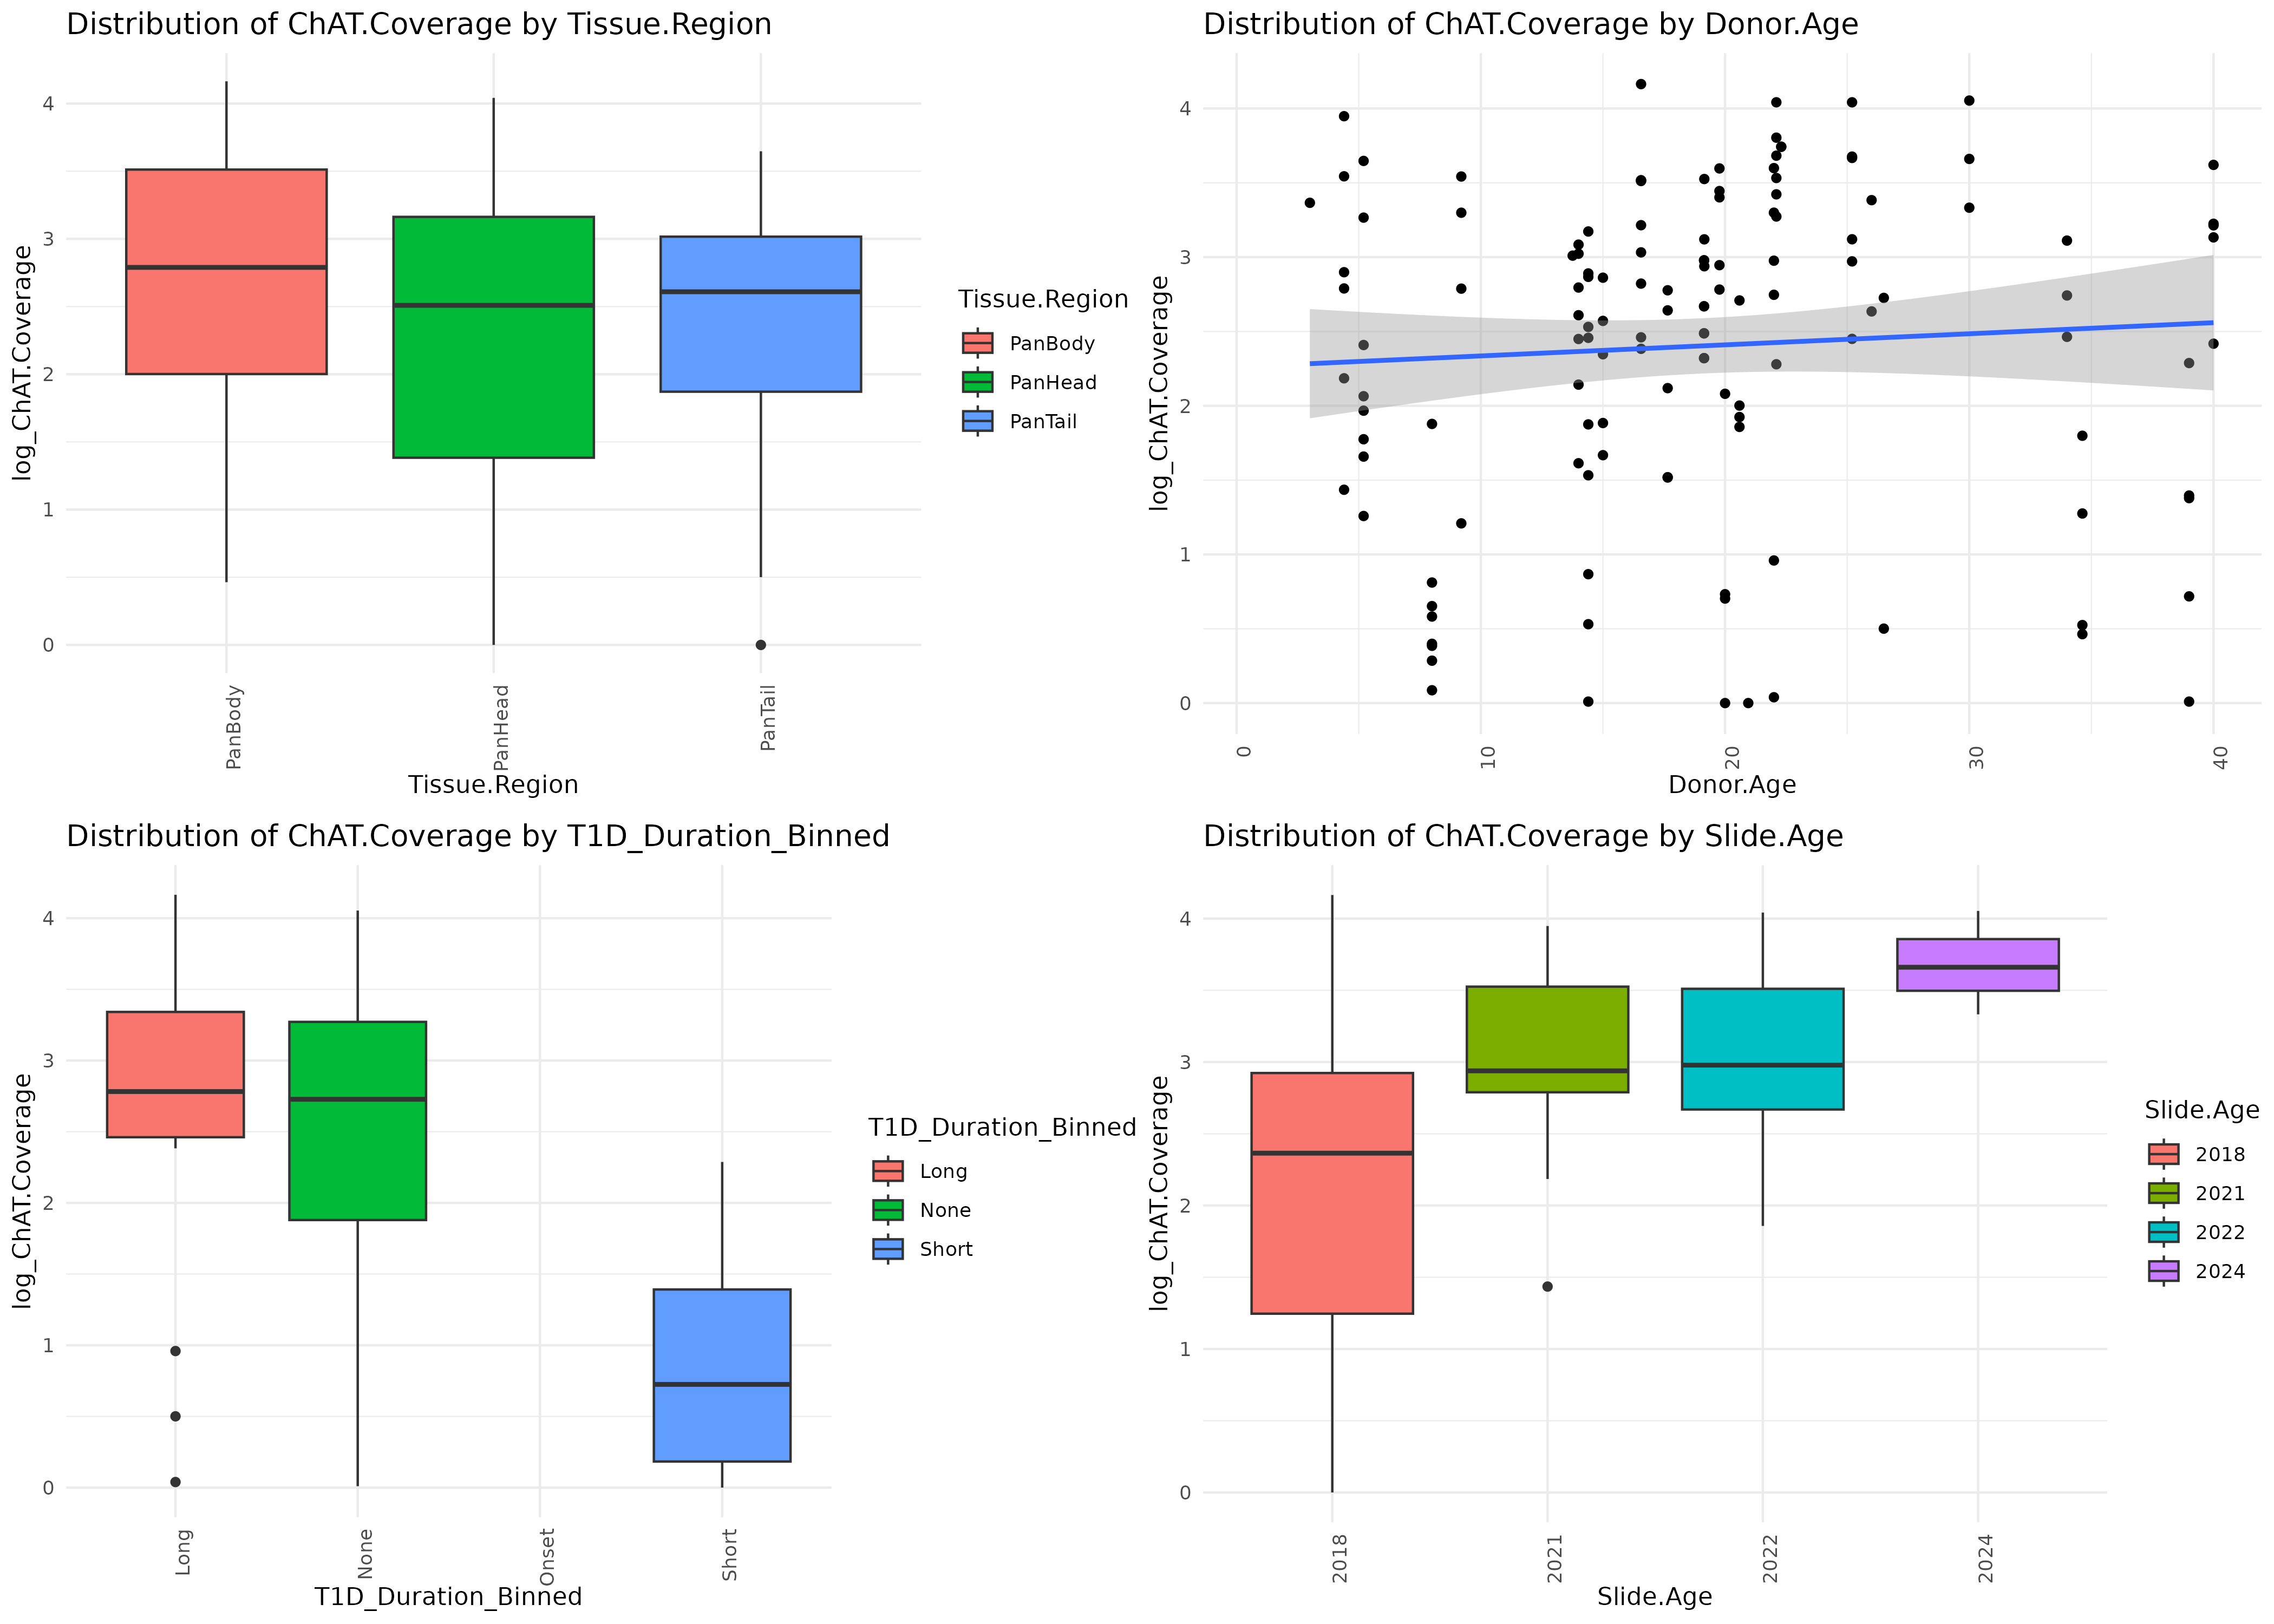 Distribution of ChAT.Coverage by Tissue.Region
log_ChAT.Coverage
4
3
2
1
0
PanBody
PanHead
PanTail
Tissue.Region
Tissue.Region
PanBody
PanHead
PanTail
Distribution of ChAT.Coverage by Donor.Age
log_ChAT.Coverage
4
3
2
1
0
0
10
20
30
40
Donor.Age
Distribution of ChAT.Coverage by T1D_Duration_Binned
log_ChAT.Coverage
4
3
2
1
0
Long
None
Onset
Short
T1D_Duration_Binned
T1D_Duration_Binned
Long
None
Short
Distribution of ChAT.Coverage by Slide.Age
log_ChAT.Coverage
4
3
2
1
0
2018
2021
2022
2024
Slide.Age
Slide.Age
2018
2021
2022
2024